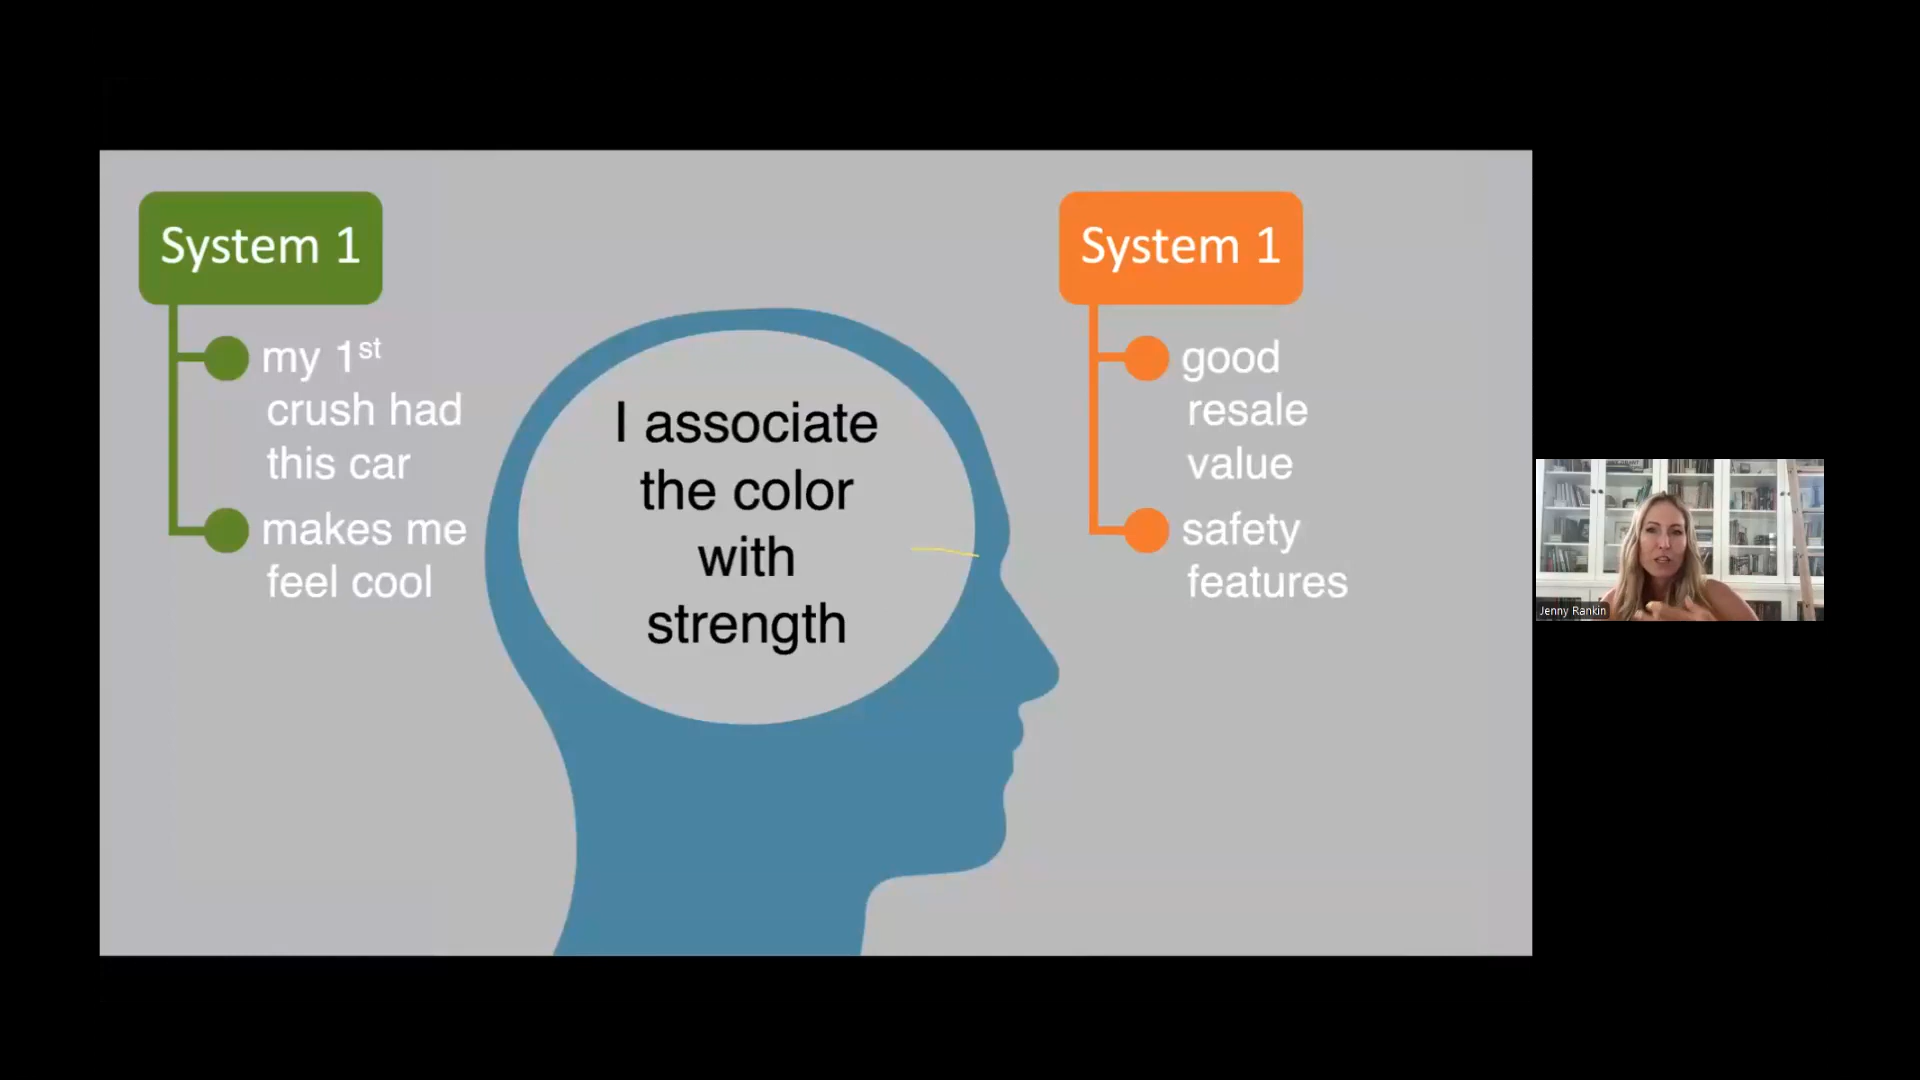 System 1
my 1st
crush had
this car
makes me
feel cool
I associate
the color
with
strength
System 1
good
resale
value
safety
features
Jenny Rankin